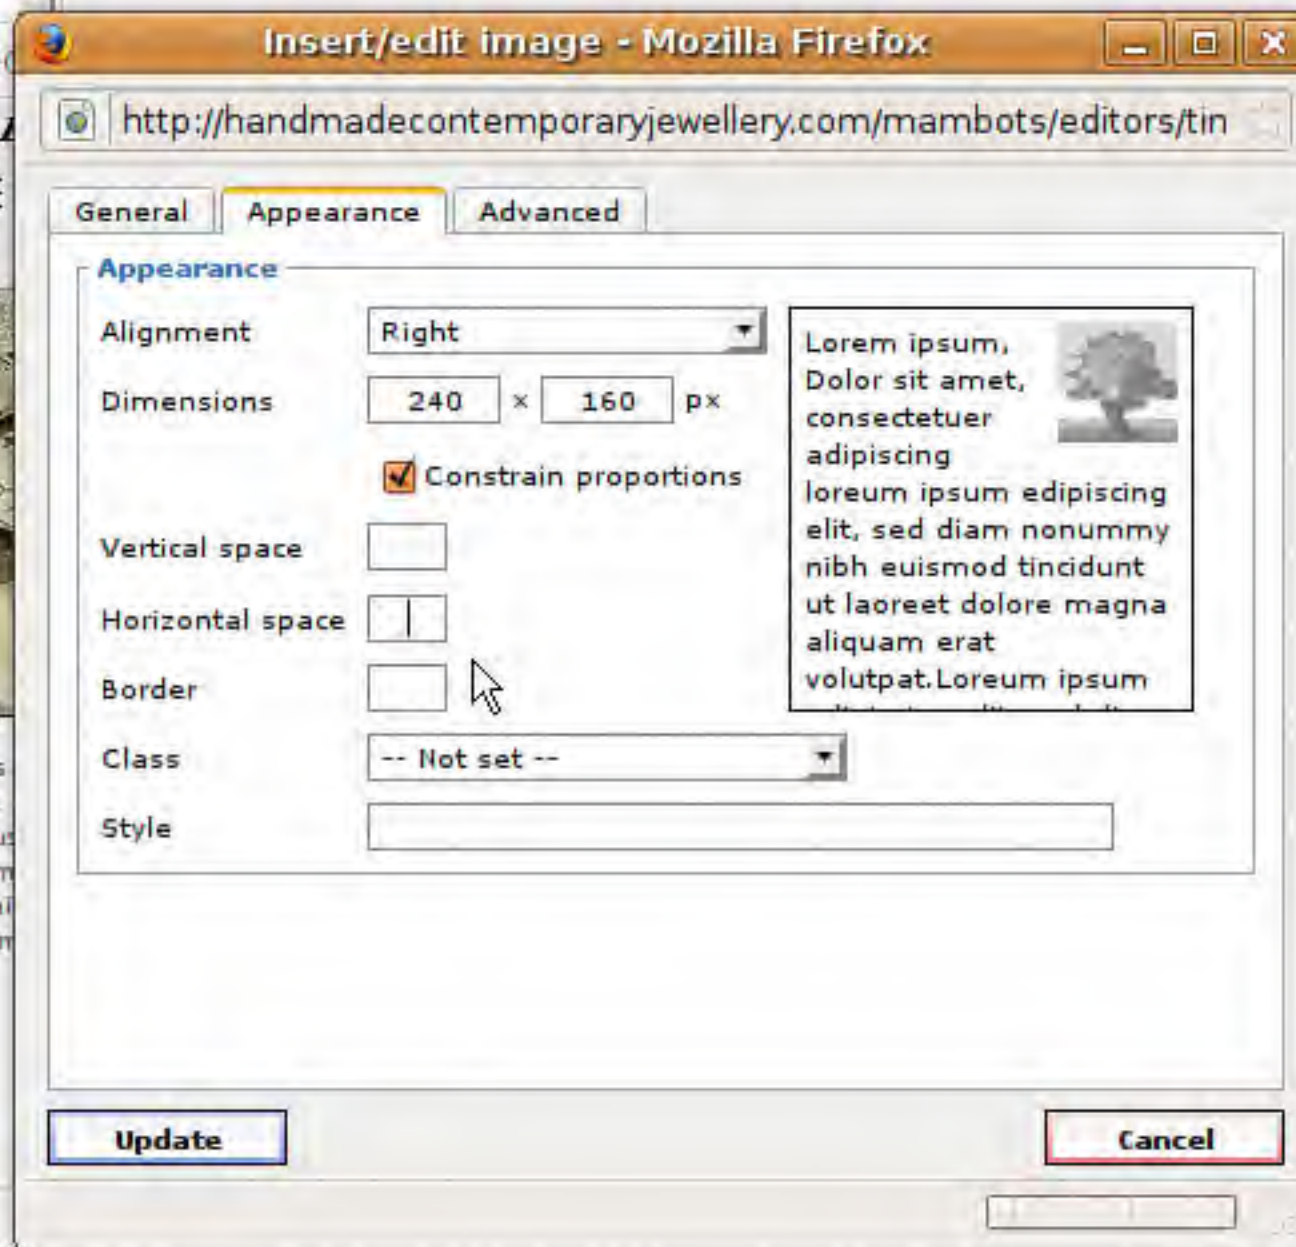 Insert/edit image - Mozilla Firefox
http://handmadecontemporaryjewellery.com/mambots/editors/tin
General Appearance Advanced
Appearance
Alignment Right
Dimensions 240 x 160 px
Constrain proportions
Vertical space
Horizontal space
Border
Class -- Not set --
Style
Lorem ipsum,
Dolor sit amet,
consectetuer
adipiscing
loreum ipsum edipiscing
elit, sed diam nonummy
nibh euismod tincidunt
ut laoreet dolore magna
aliquam erat
volutpat.Loreum ipsum
Update Cancel